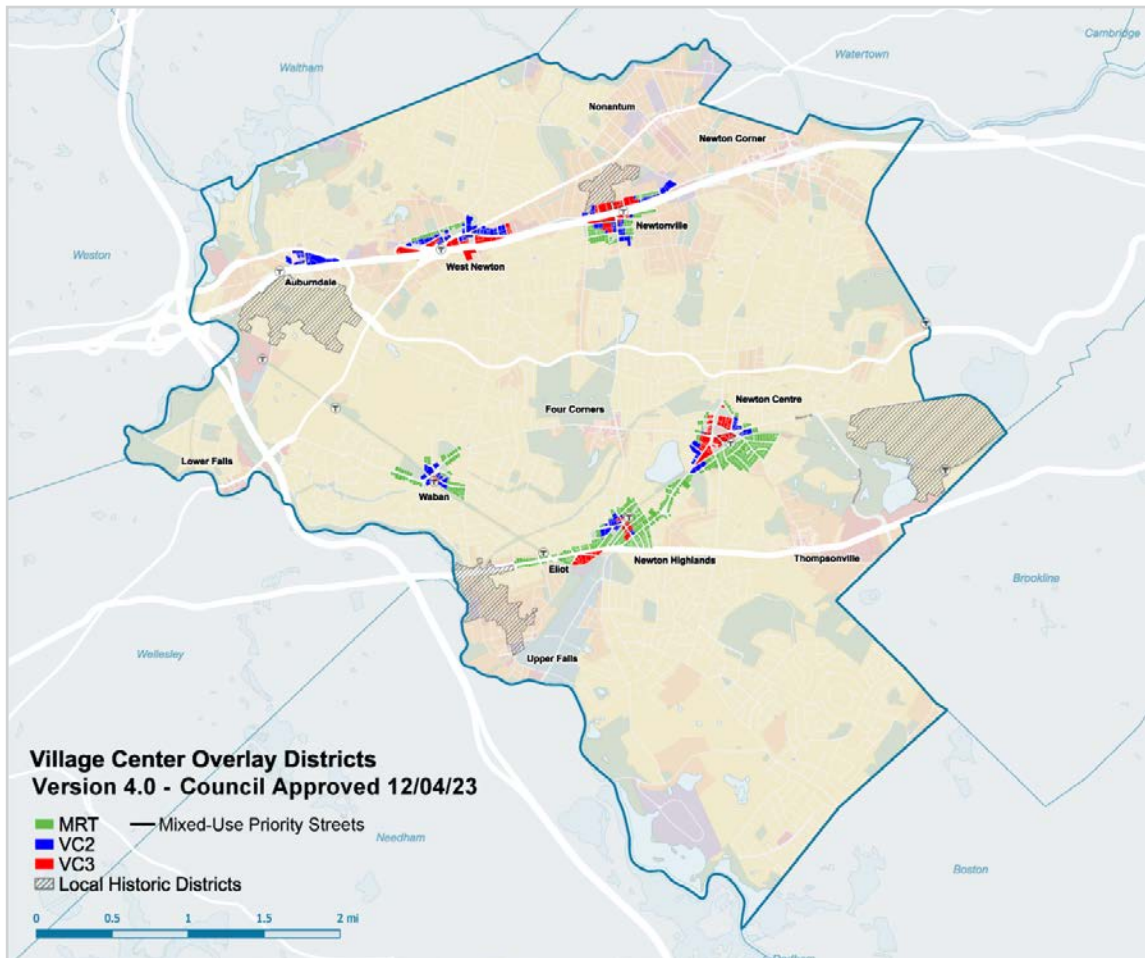 Cambridge
Watertown
Waltham
Nonantum
Newton Corner
Newtonville
Weston
West Newton
Auburndale
Newton Centre
Four Corners
Lower Falls
Waban
Newton Highlands
Thompsonville
Eliot
Brookline
Wellesley
Upper Falls
Village Center Overlay Districts
Version 4.0 - Council Approved 12/04/23
MRT
Mixed-Use Priority Streets
VC2
VC3
Local Historic Districts
Needham
Boston
0 0.5 1 1.5 2 mi